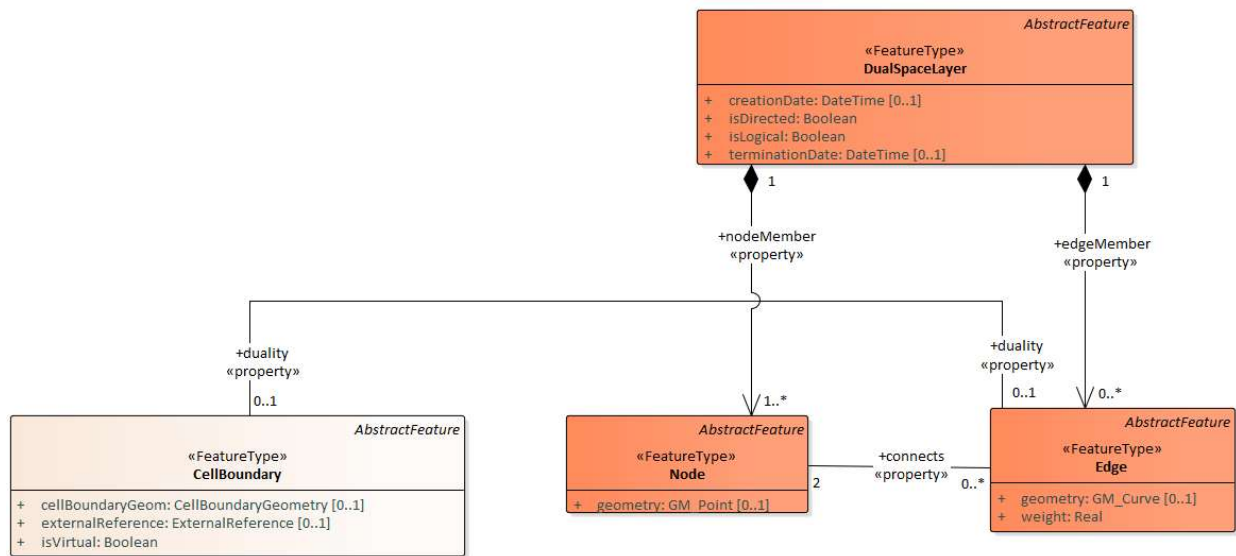 AbstractFeature
«FeatureType»
DualSpaceLayer
+ creationDate: DateTime [0..1]
+ isDirected: Boolean
+ isLogical: Boolean
+ terminationDate: DateTime [0..1]
1
1
+nodeMember
«property»
+edgeMember
«property»
+duality
«property»
0..1
+duality
«property»
0..1
1..*
0..*
AbstractFeature
«FeatureType»
CellBoundary
+ cellBoundaryGeom: CellBoundaryGeometry [0..1]
+ externalReference: ExternalReference [0..1]
+ isVirtual: Boolean
AbstractFeature
«FeatureType»
Node
+ geometry: GM_Point [0..1]
+connects
«property»
2
0..*
AbstractFeature
«FeatureType»
Edge
+ geometry: GM_Curve [0..1]
+ weight: Real